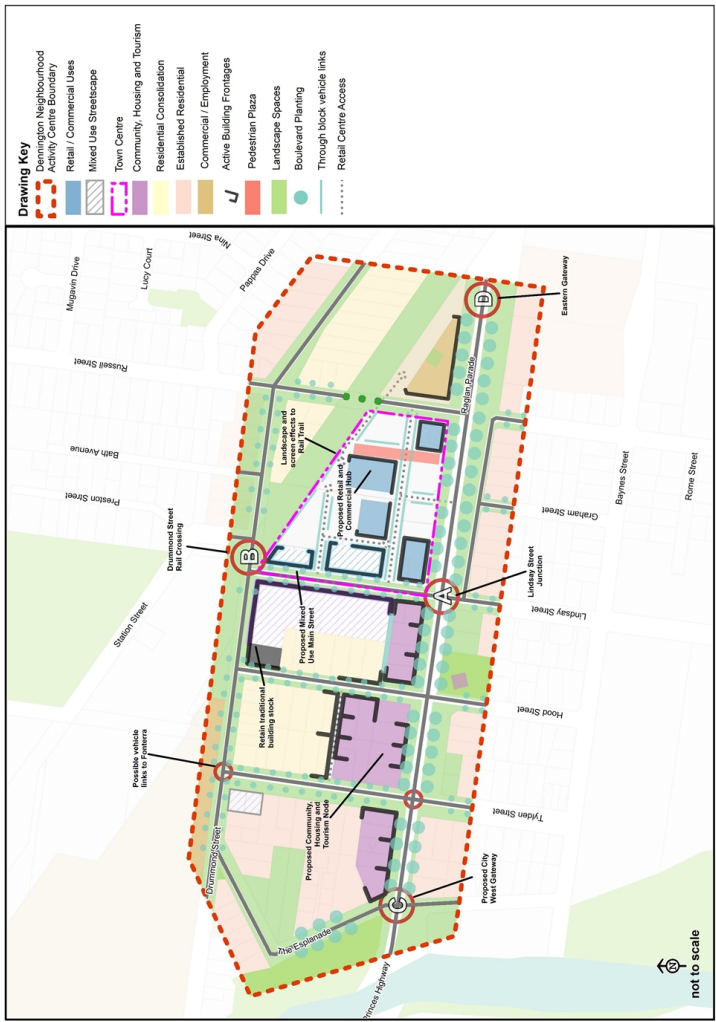 Drawing Key
Dennington Neighbourhood
Activity Centre Boundary
Retail / Commercial Uses
Mixed Use Streetscape
Town Centre
Community, Housing and Tourism
Residential Consolidation
Established Residential
Commercial / Employment
Active Building Frontages
Pedestrian Plaza
Landscape Spaces
Boulevard Planting
Through block vehicle links
Retail Centre Access
Mugavin Drive
Lucy Court
Nina Street
Pappas Drive
Russell Street
Bath Avenue
Preston Street
Station Street
Drummond Street
Rail Crossing
Possible vehicle
links to Fonterra
Landscape and
screen effects to
Rail Trail
Proposed Retail and
Commercial Hub
Proposed Mixed
Use Main Street
Retain traditional
building stock
Proposed Community,
Housing and
Tourism Node
Drummond Street
The Esplanade
Princes Highway
Raglan Parade
A
B
C
D
Eastern Gateway
Lindsay Street
Junction
Proposed City
West Gateway
Graham Street
Lindsay Street
Hood Street
Tylden Street
Baynes Street
Rome Street
N
not to scale